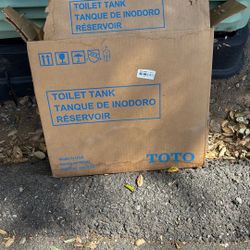 TOILET TANK
TANQUE DE INODORO
RÉSERVOIR
TOILET TANK
TANQUE DE INODORO
RÉSERVOIR
TOTO